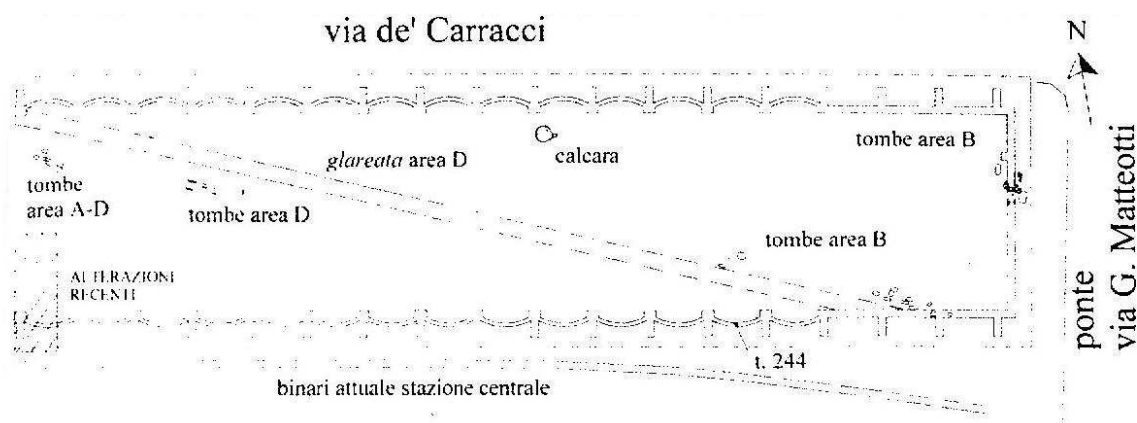 via de' Carracci
N
tombe area B
glareata area D
calcara
tombe
area A-D
tombe area D
tombe area B
ALTERAZIONI
RECENTI
t. 244
binari attuale stazione centrale
ponte
via G. Matteotti